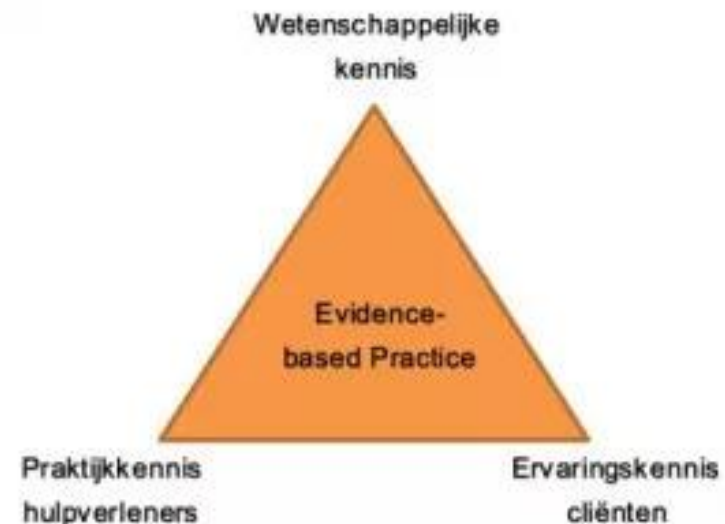 Wetenschappelijke
kennis
Evidence-
based Practice
Praktijkkennis
hulpverleners
Ervaringskennis
cliënten